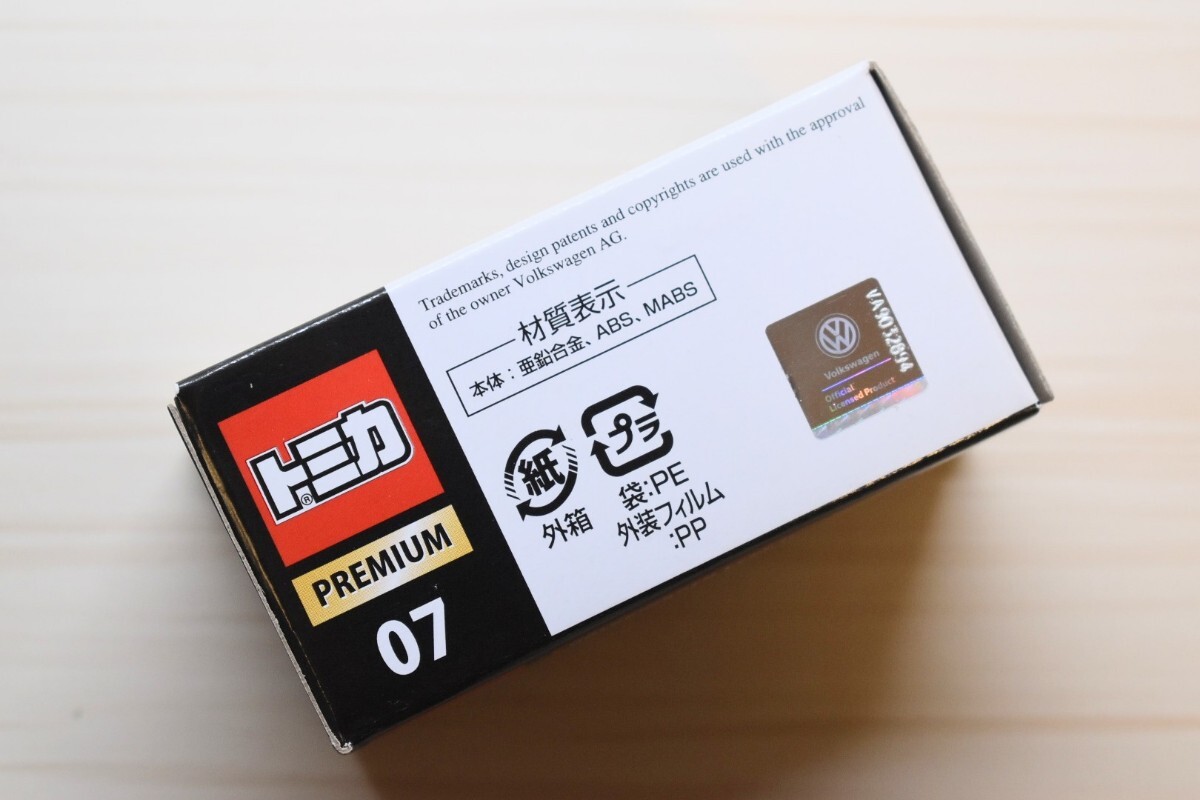 Trademarks, design patents and copyrights are used with the approval
of the owner Volkswagen AG.
材質表示
本体：亜鉛合金、ABS、MABS
紙
外箱
プラ
袋:PE
外装フィルム
:PP
Volkswagen
Official
Licensed Product
VA9032894
トミカ®
PREMIUM
07